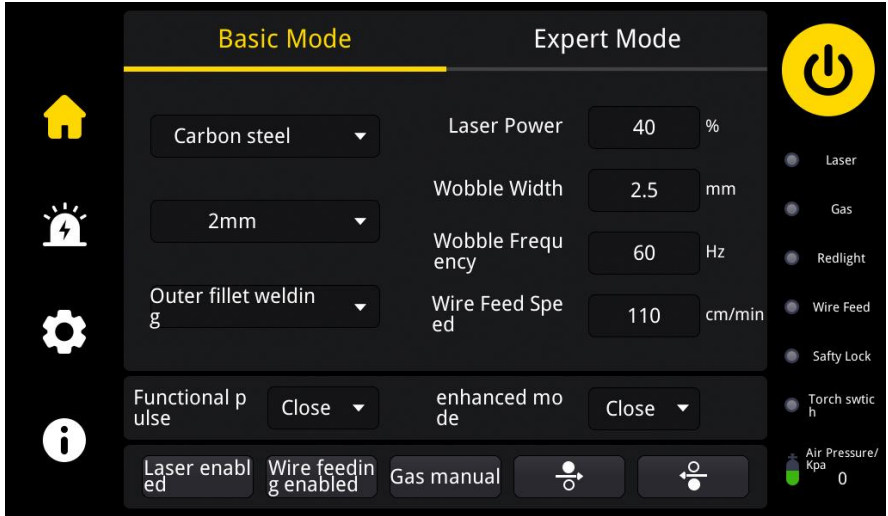 Basic Mode
Expert Mode
Carbon steel
2mm
Outer fillet weldin
g
Laser Power
40
%
Wobble Width
2.5
mm
Wobble Frequ
ency
60
Hz
Wire Feed Spe
ed
110
cm/min
Functional p
ulse
Close
enhanced mo
de
Close
Laser enabl
ed
Wire feedin
g enabled
Gas manual
Laser
Gas
Redlight
Wire Feed
Safty Lock
Torch swtic
h
Air Pressure/
Kpa
0